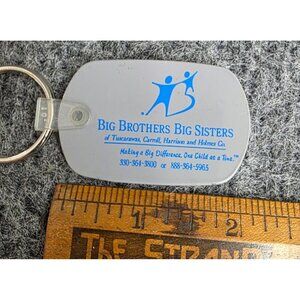 BIG BROTHERS BIG SISTERS
of Tuscarawas, Carroll, Harrison and Holmes Co.
Making a Big Difference, One Child at a Time.™
330-364-3800 or 888-364-5965
1 2
THE STRAND